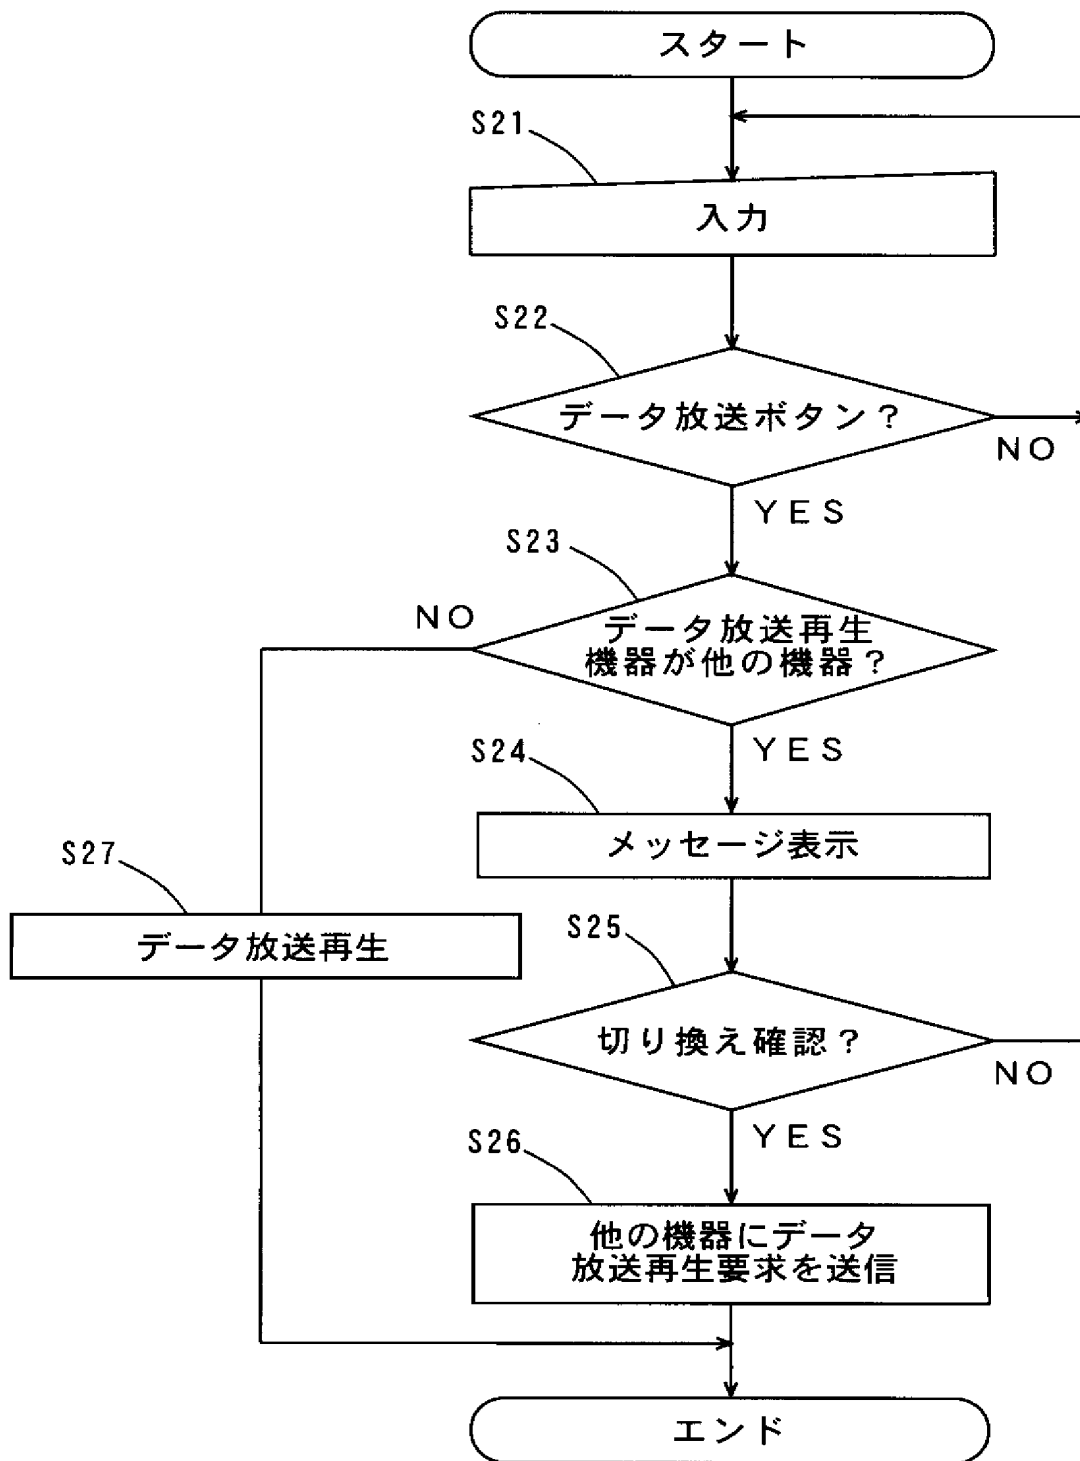 スタート
S21
入力
S22
データ放送ボタン？
NO
YES
S23
NO
データ放送再生
機器が他の機器？
YES
S24
メッセージ表示
S27
データ放送再生
S25
切り換え確認？
NO
YES
S26
他の機器にデータ
放送再生要求を送信
エンド